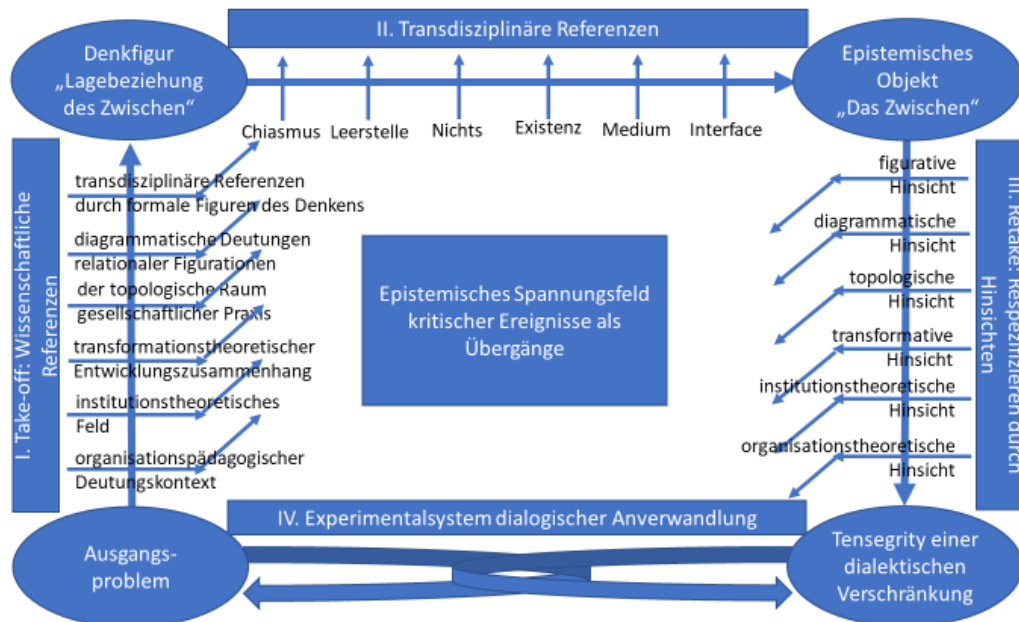 Denkfigur
„Lagebeziehung
des Zwischen“
II. Transdisziplinäre Referenzen
Epistemisches
Objekt
„Das Zwischen“
Chiasmus
Leerstelle
Nichts
Existenz
Medium
Interface
I. Take-off: Wissenschaftliche
Referenzen
transdisziplinäre Referenzen
durch formale Figuren des Denkens
diagrammatische Deutungen
relationaler Figurationen
der topologische Raum
gesellschaftlicher Praxis
transformationstheoretischer
Entwicklungszusammenhang
institutionstheoretisches
Feld
organisationspädagogischer
Deutungskontext
Epistemisches Spannungsfeld
kritischer Ereignisse als
Übergänge
figurative
Hinsicht
diagrammatische
Hinsicht
topologische
Hinsicht
transformative
Hinsicht
institutionstheoretische
Hinsicht
organisationstheoretische
Hinsicht
III. Retake: Respezifizieren durch
Hinsichten
Ausgangs-
problem
IV. Experimentalsystem dialogischer Anverwandlung
Tensegrity einer
dialektischen
Verschränkung